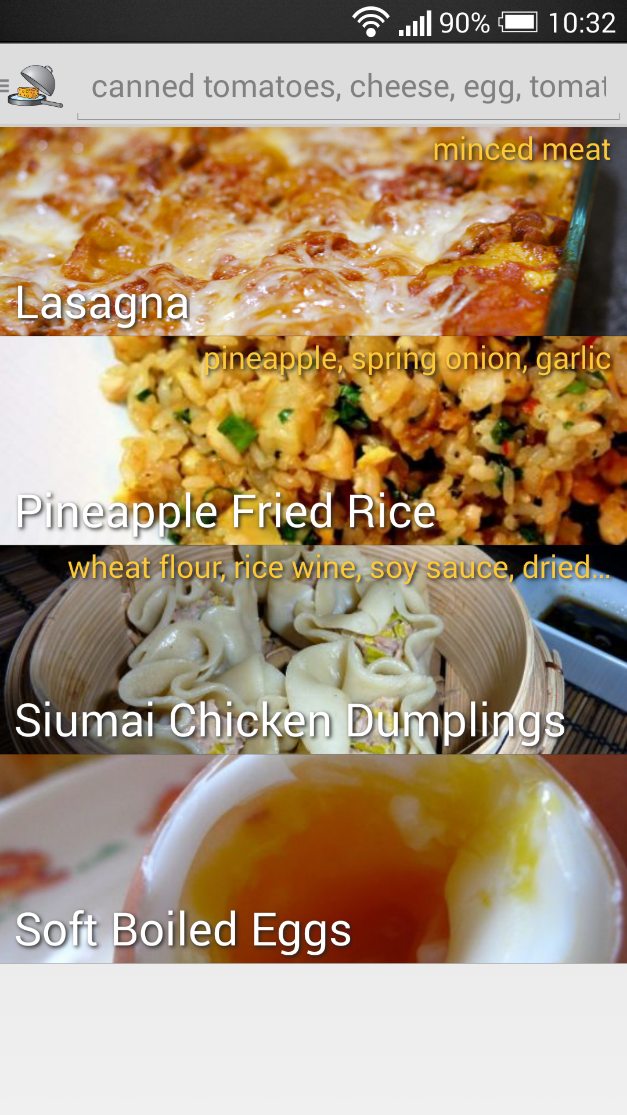 90% 10:32
canned tomatoes, cheese, egg, tomat
minced meat
Lasagna
pineapple, spring onion, garlic
Pineapple Fried Rice
wheat flour, rice wine, soy sauce, dried…
Siumai Chicken Dumplings
Soft Boiled Eggs